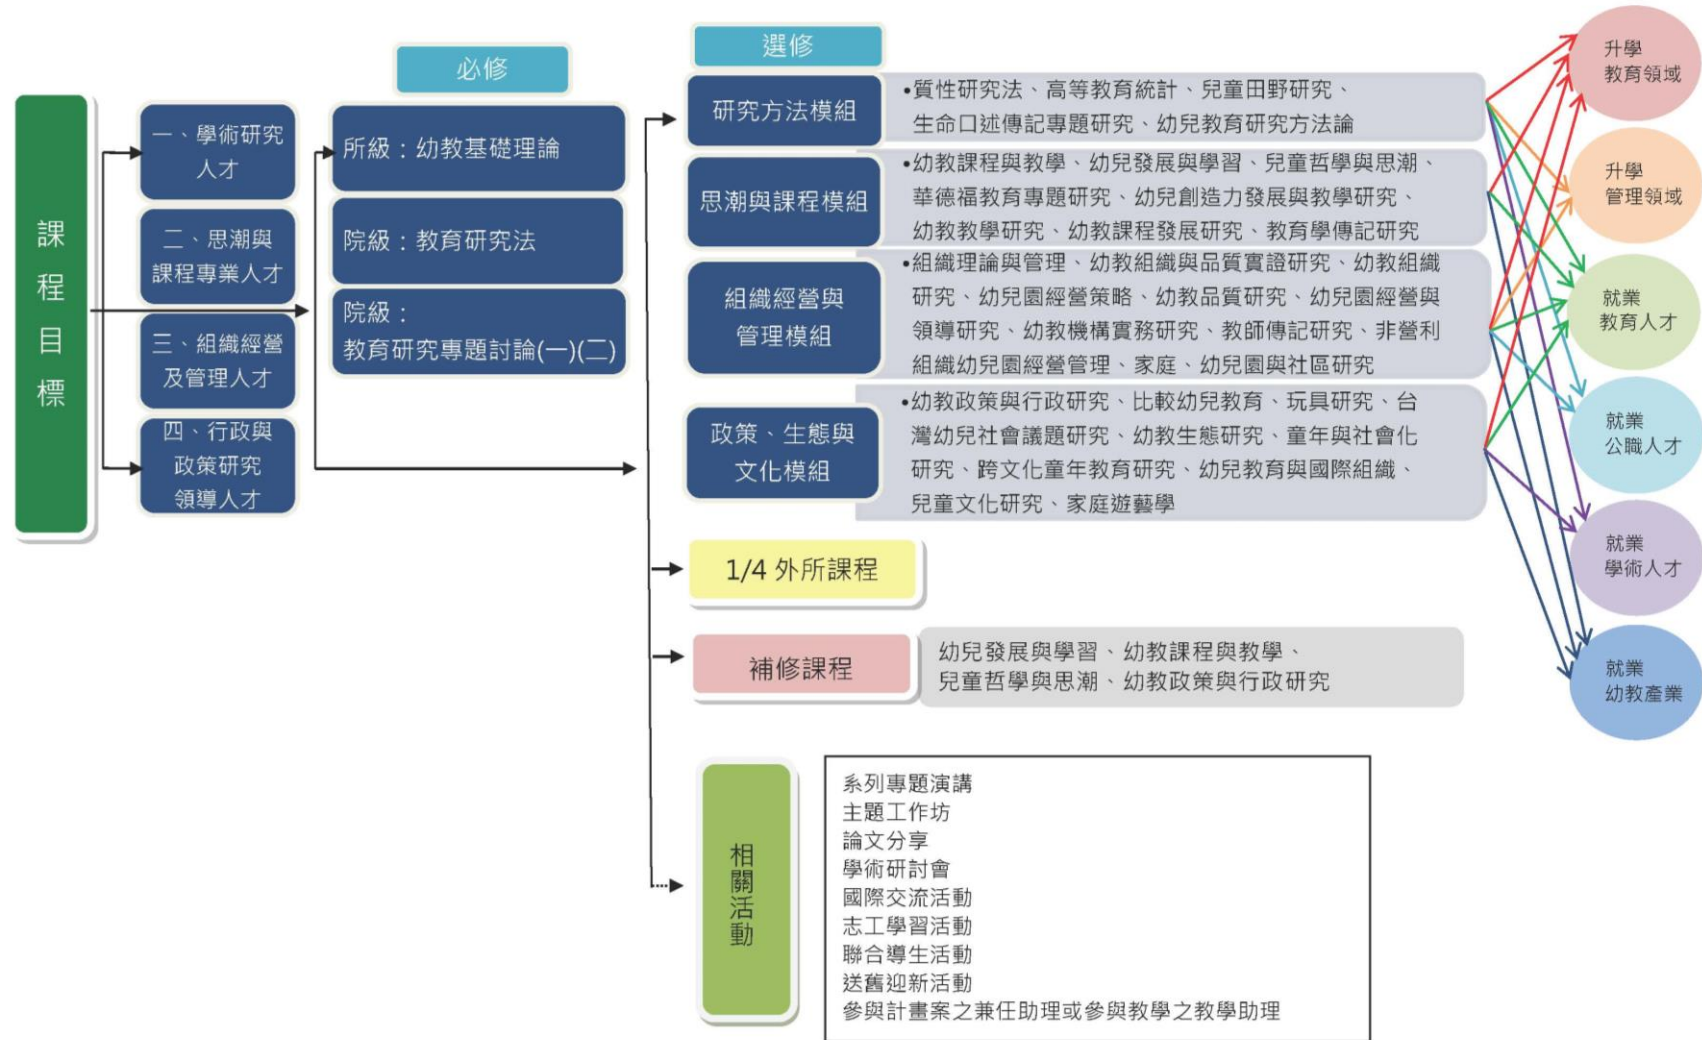 課程目標
一、學術研究
人才
二、思潮與
課程專業人才
三、組織經營
及管理人才
四、行政與
政策研究
領導人才
必修
所級：幼教基礎理論
院級：教育研究法
院級：
教育研究專題討論(一)(二)
選修
研究方法模組
•質性研究法、高等教育統計、兒童田野研究、
生命口述傳記專題研究、幼兒教育研究方法論
思潮與課程模組
•幼教課程與教學、幼兒發展與學習、兒童哲學與思潮、
華德福教育專題研究、幼兒創造力發展與教學研究、
幼教教學研究、幼教課程發展研究、教育學傳記研究
組織經營與
管理模組
•組織理論與管理、幼教組織與品質實證研究、幼教組織
研究、幼兒園經營策略、幼教品質研究、幼兒園經營與
領導研究、幼教機構實務研究、教師傳記研究、非營利
組織幼兒園經營管理、家庭、幼兒園與社區研究
政策、生態與
文化模組
•幼教政策與行政研究、比較幼兒教育、玩具研究、台
灣幼兒社會議題研究、幼教生態研究、童年與社會化
研究、跨文化童年教育研究、幼兒教育與國際組織、
兒童文化研究、家庭遊藝學
1/4 外所課程
補修課程
幼兒發展與學習、幼教課程與教學、
兒童哲學與思潮、幼教政策與行政研究
相關活動
系列專題演講
主題工作坊
論文分享
學術研討會
國際交流活動
志工學習活動
聯合導生活動
送舊迎新活動
參與計畫案之兼任助理或參與教學之教學助理
升學
教育領域
升學
管理領域
就業
教育人才
就業
公職人才
就業
學術人才
就業
幼教產業